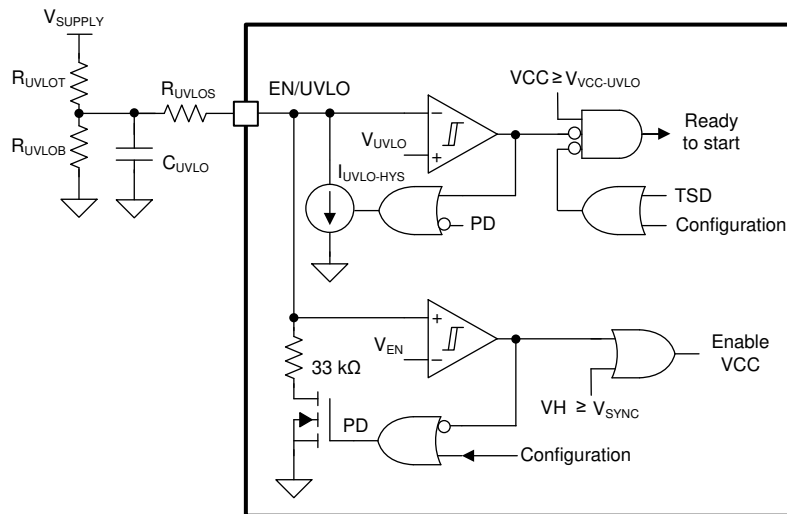 VSUPPLY
RUVLOT
RUVLOS
EN/UVLO
VCC ≥ VVCC-UVLO
RUVLOB
CUVLO
VUVLO
IUVLO-HYS
Ready
to start
PD
TSD
Configuration
33 kΩ
VEN
Enable
VCC
VH ≥ VSYNC
PD
Configuration
+
−
+
−